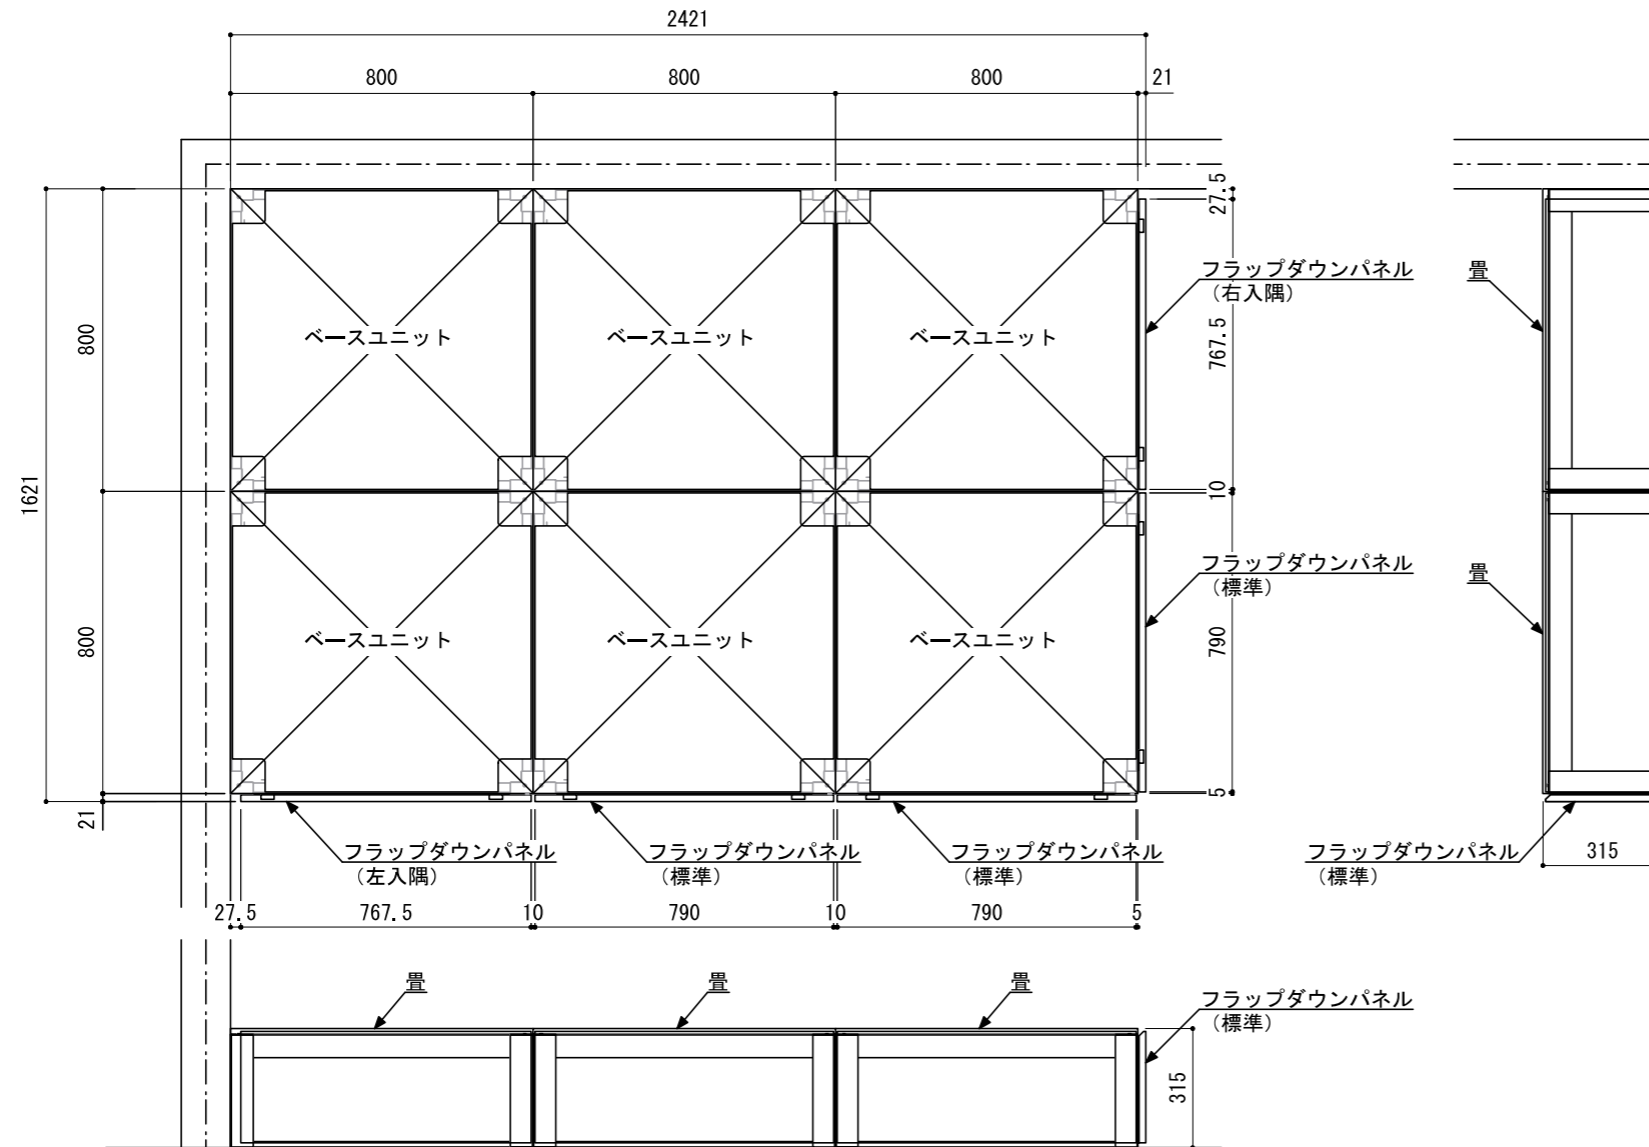 2421
800
800
800
21
27.5
フラップダウンパネル
（右入隅）
畳
800
ベースユニット
ベースユニット
ベースユニット
767.5
1621
10
フラップダウンパネル
（標準）
畳
800
ベースユニット
ベースユニット
ベースユニット
790
5
21
フラップダウンパネル
（左入隅）
フラップダウンパネル
（標準）
フラップダウンパネル
（標準）
フラップダウンパネル
（標準）
315
27.5
767.5
10
790
10
790
5
畳
畳
畳
フラップダウンパネル
（標準）
315